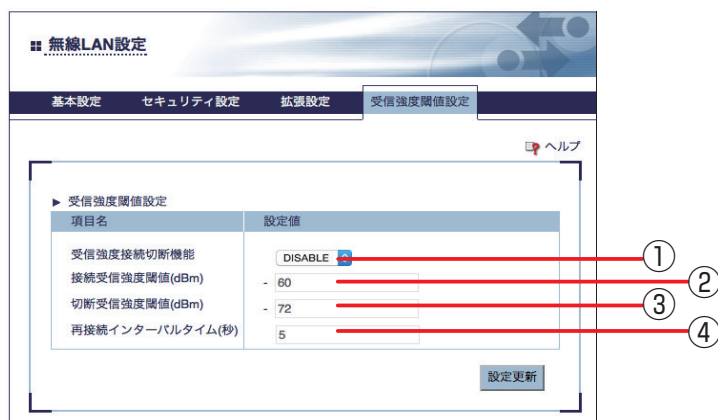 無線LAN設定
基本設定 セキュリティ設定 拡張設定 受信強度閾値設定
ヘルプ
▶ 受信強度閾値設定
項目名 設定値
受信強度接続切断機能 DISABLE ①
接続受信強度閾値(dBm) - 60 ②
切断受信強度閾値(dBm) - 72 ③
再接続インターバルタイム(秒) 5 ④
設定更新